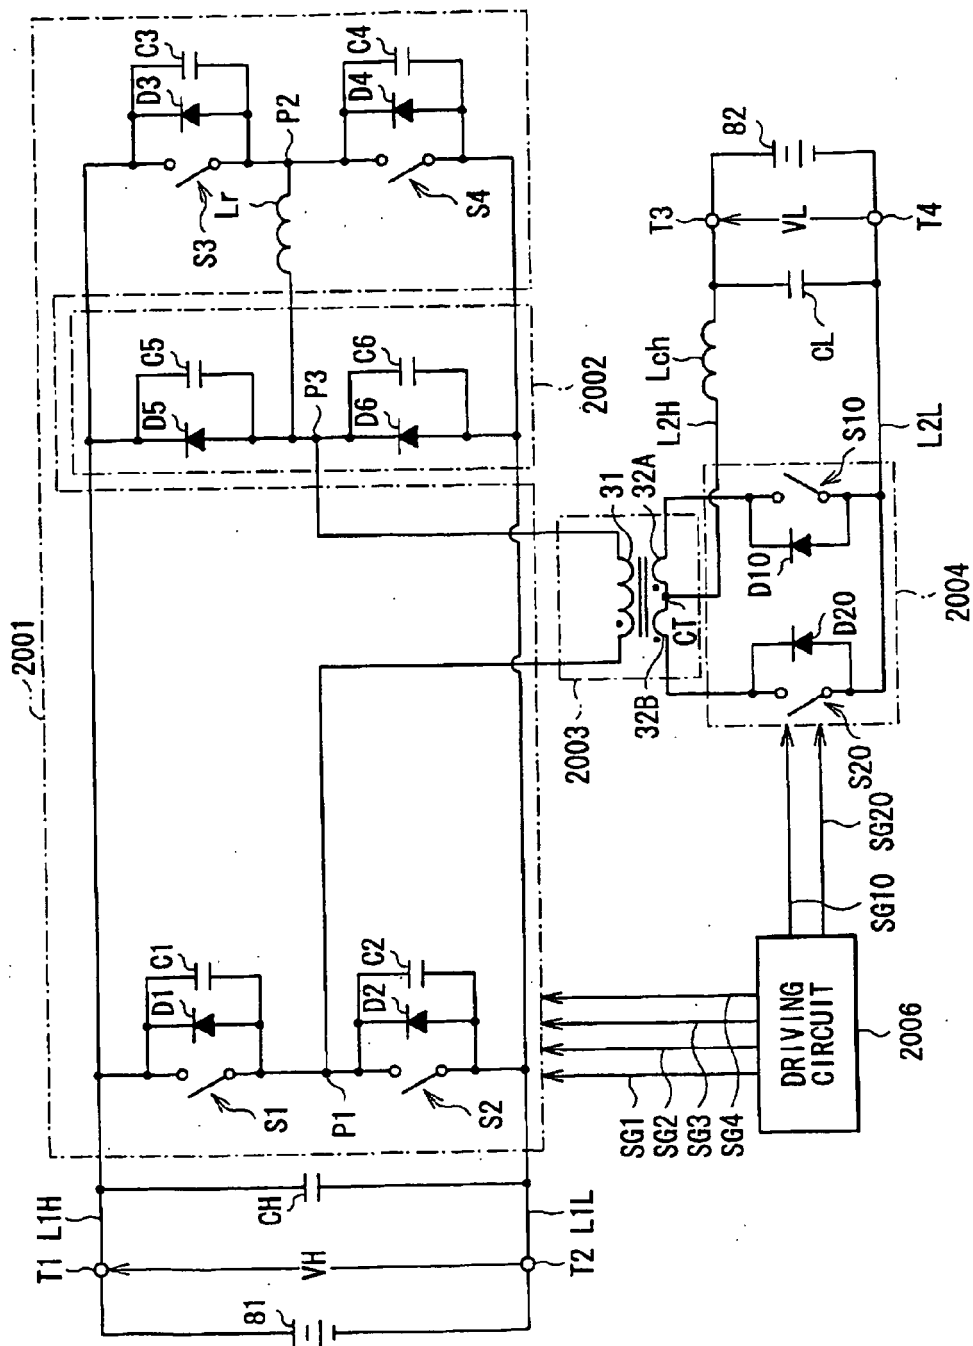 2001
T1
L1H
B1
VH
CH
T2
L1L
S1
D1
C1
P1
S2
D2
C2
D5
C5
P3
D6
C6
2002
S3
D3
C3
Lr
P2
S4
D4
C4
2003
31
32A
32B
CT
L2H
Lch
T3
B2
VL
CL
T4
L2L
D10
S10
D20
S20
2004
SG1
SG2
SG3
SG4
SG10
SG20
DRIVING
CIRCUIT
2006